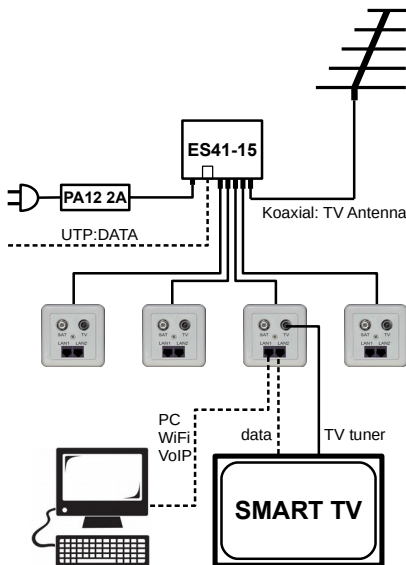 ES41-15
PA12 2A
Koaxial: TV Antenna
UTP:DATA
SAT TV
LAN1 LAN2
SAT TV
LAN1 LAN2
SAT TV
LAN1 LAN2
SAT TV
LAN1 LAN2
PC
WiFi
VoIP
data
TV tuner
SMART TV